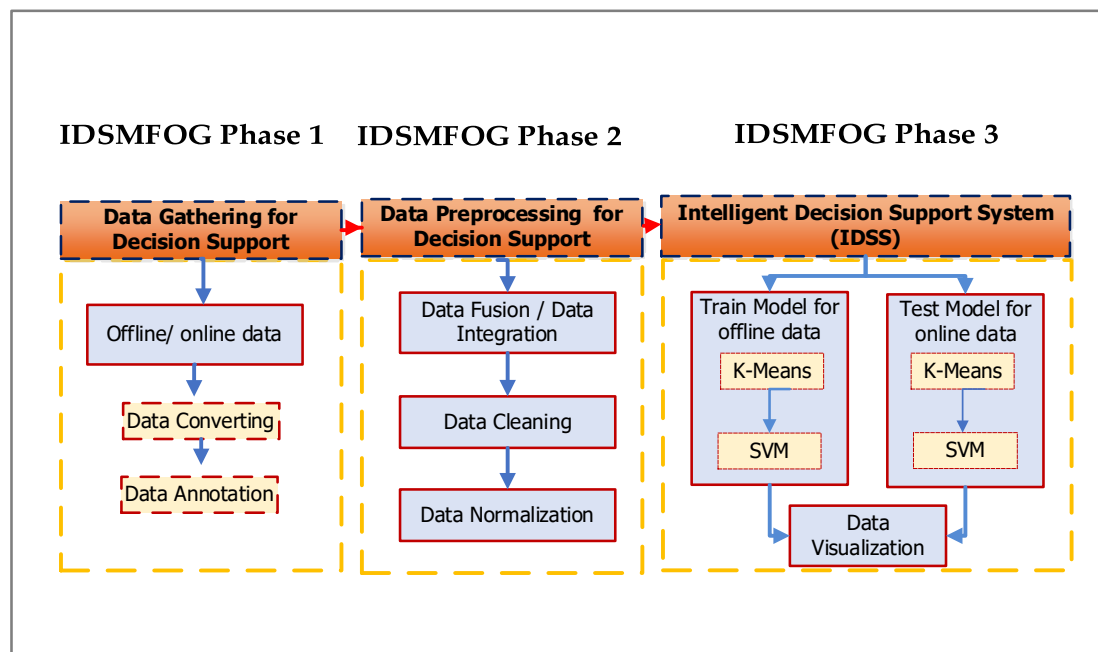 IDSMFOG Phase 1
IDSMFOG Phase 2
IDSMFOG Phase 3
Data Gathering for
Decision Support
Data Preprocessing for
Decision Support
Intelligent Decision Support System
(IDSS)
Offline/ online data
Data Converting
Data Annotation
Data Fusion / Data
Integration
Data Cleaning
Data Normalization
Train Model for
offline data
K-Means
SVM
Test Model for
online data
K-Means
SVM
Data
Visualization